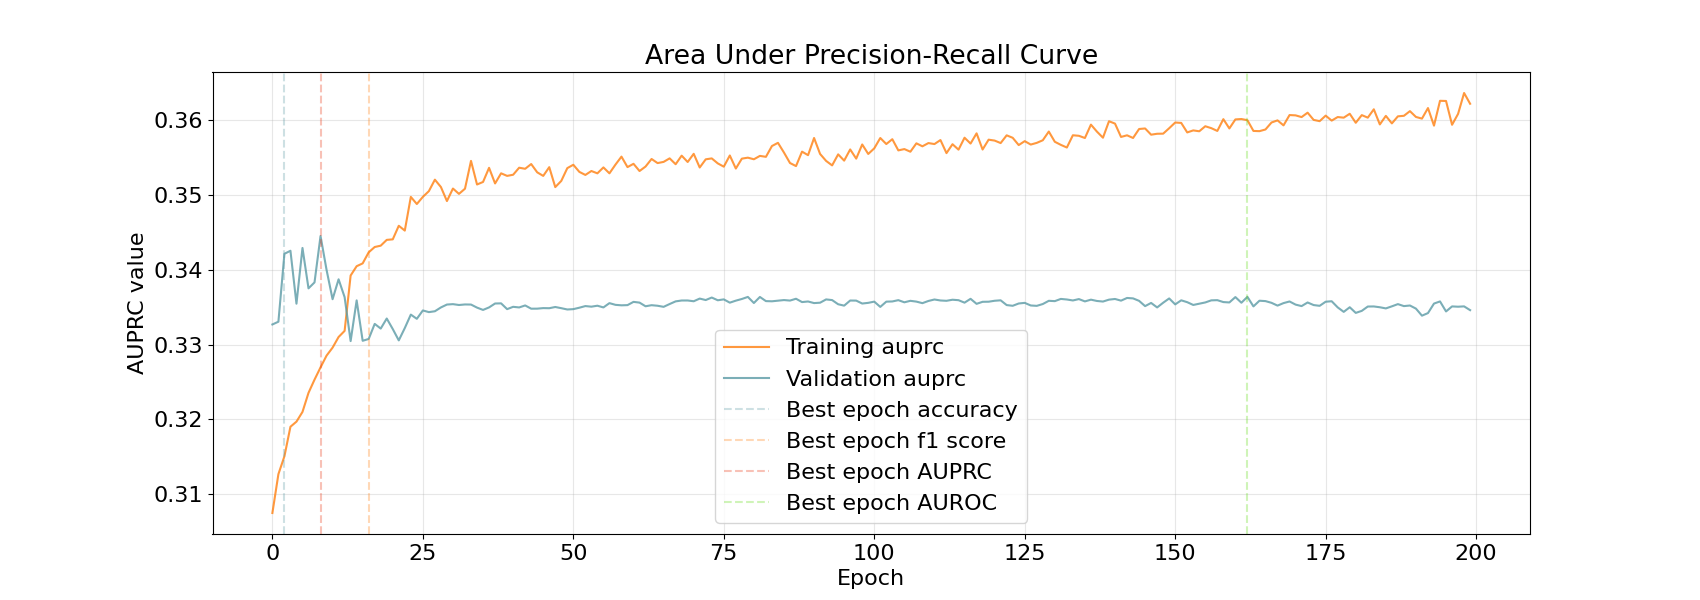 Area Under Precision-Recall Curve
AUPRC value
0.36
0.35
0.34
0.33
0.32
0.31
Training auprc
Validation auprc
Best epoch accuracy
Best epoch f1 score
Best epoch AUPRC
Best epoch AUROC
0 25 50 75 100 125 150 175 200
Epoch